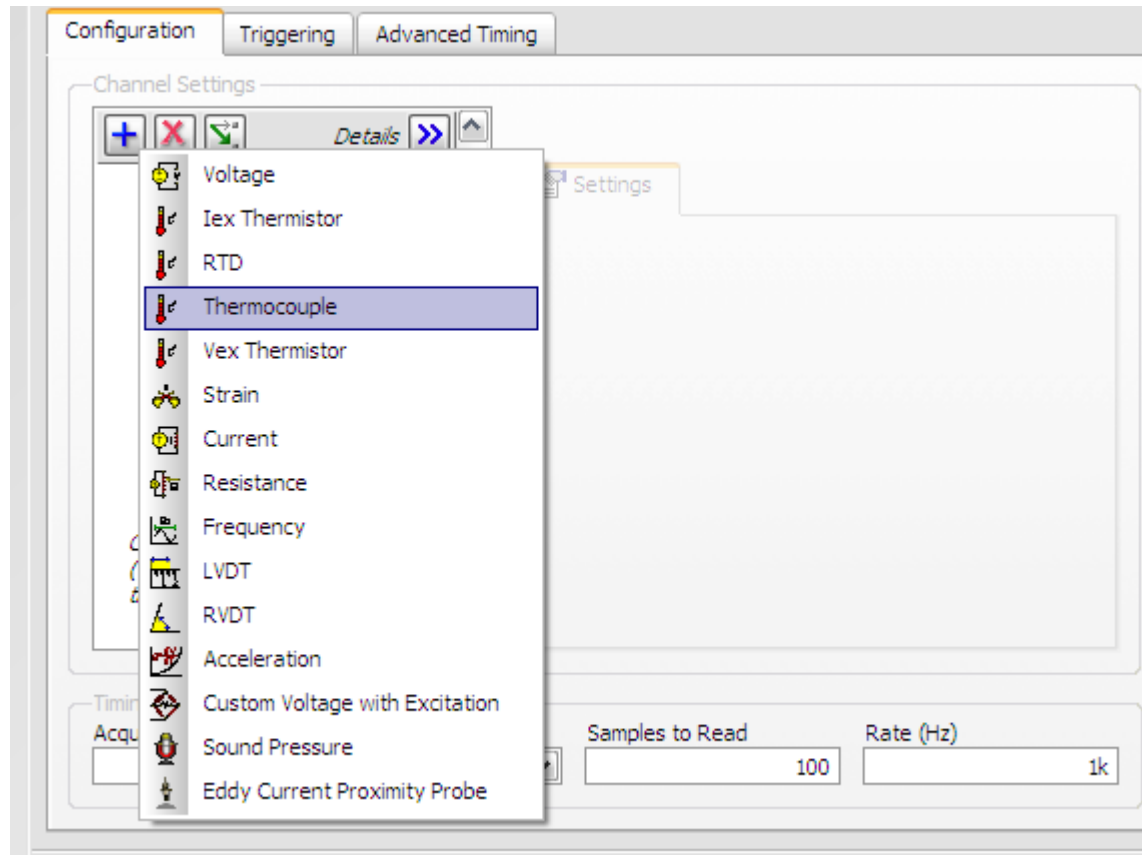 Configuration
Triggering
Advanced Timing
Channel Settings
Details
Settings
Voltage
Iex Thermistor
RTD
Thermocouple
Vex Thermistor
Strain
Current
Resistance
Frequency
LVDT
RVDT
Acceleration
Custom Voltage with Excitation
Sound Pressure
Eddy Current Proximity Probe
Samples to Read
Rate (Hz)
100
1k